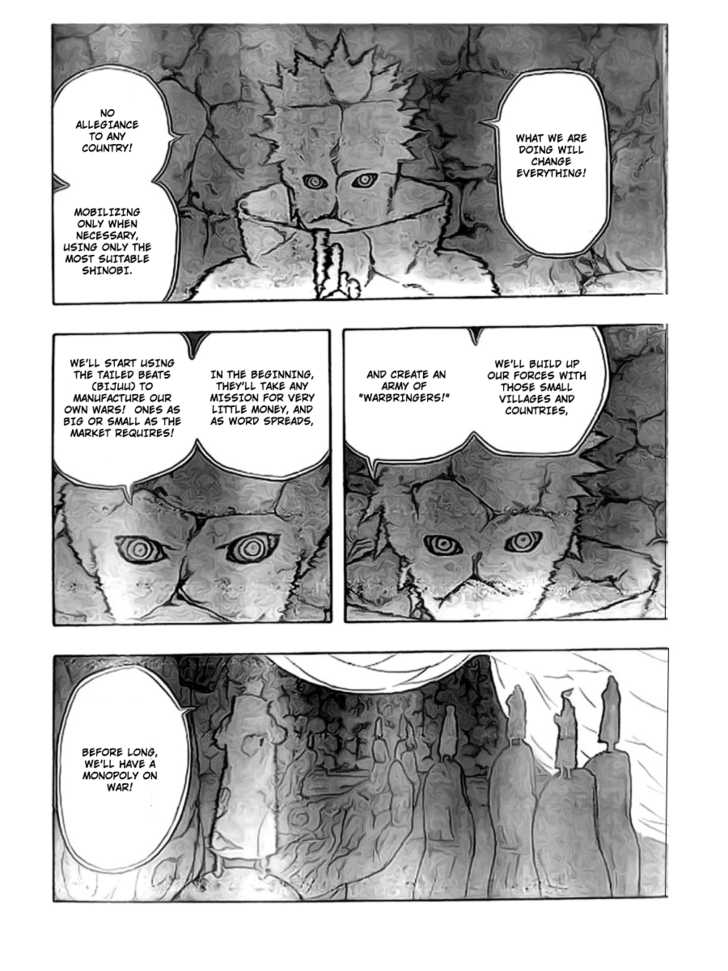 WHAT WE ARE
DOING WILL
CHANGE
EVERYTHING!
NO
ALLEGIANCE
TO ANY
COUNTRY!
MOBILIZING
ONLY WHEN
NECESSARY,
USING ONLY THE
MOST SUITABLE
SHINOBI.
WE'LL BUILD UP
OUR FORCES WITH
THOSE SMALL
VILLAGES AND
COUNTRIES,
AND CREATE AN
ARMY OF
"WARBRINGERS!"
IN THE BEGINNING,
THEY'LL TAKE ANY
MISSION FOR VERY
LITTLE MONEY, AND
AS WORD SPREADS,
WE'LL START USING
THE TAILED BEATS
(BIJUU) TO
MANUFACTURE OUR
OWN WARS! ONES AS
BIG OR SMALL AS THE
MARKET REQUIRES!
BEFORE LONG,
WE'LL HAVE A
MONOPOLY ON
WAR!